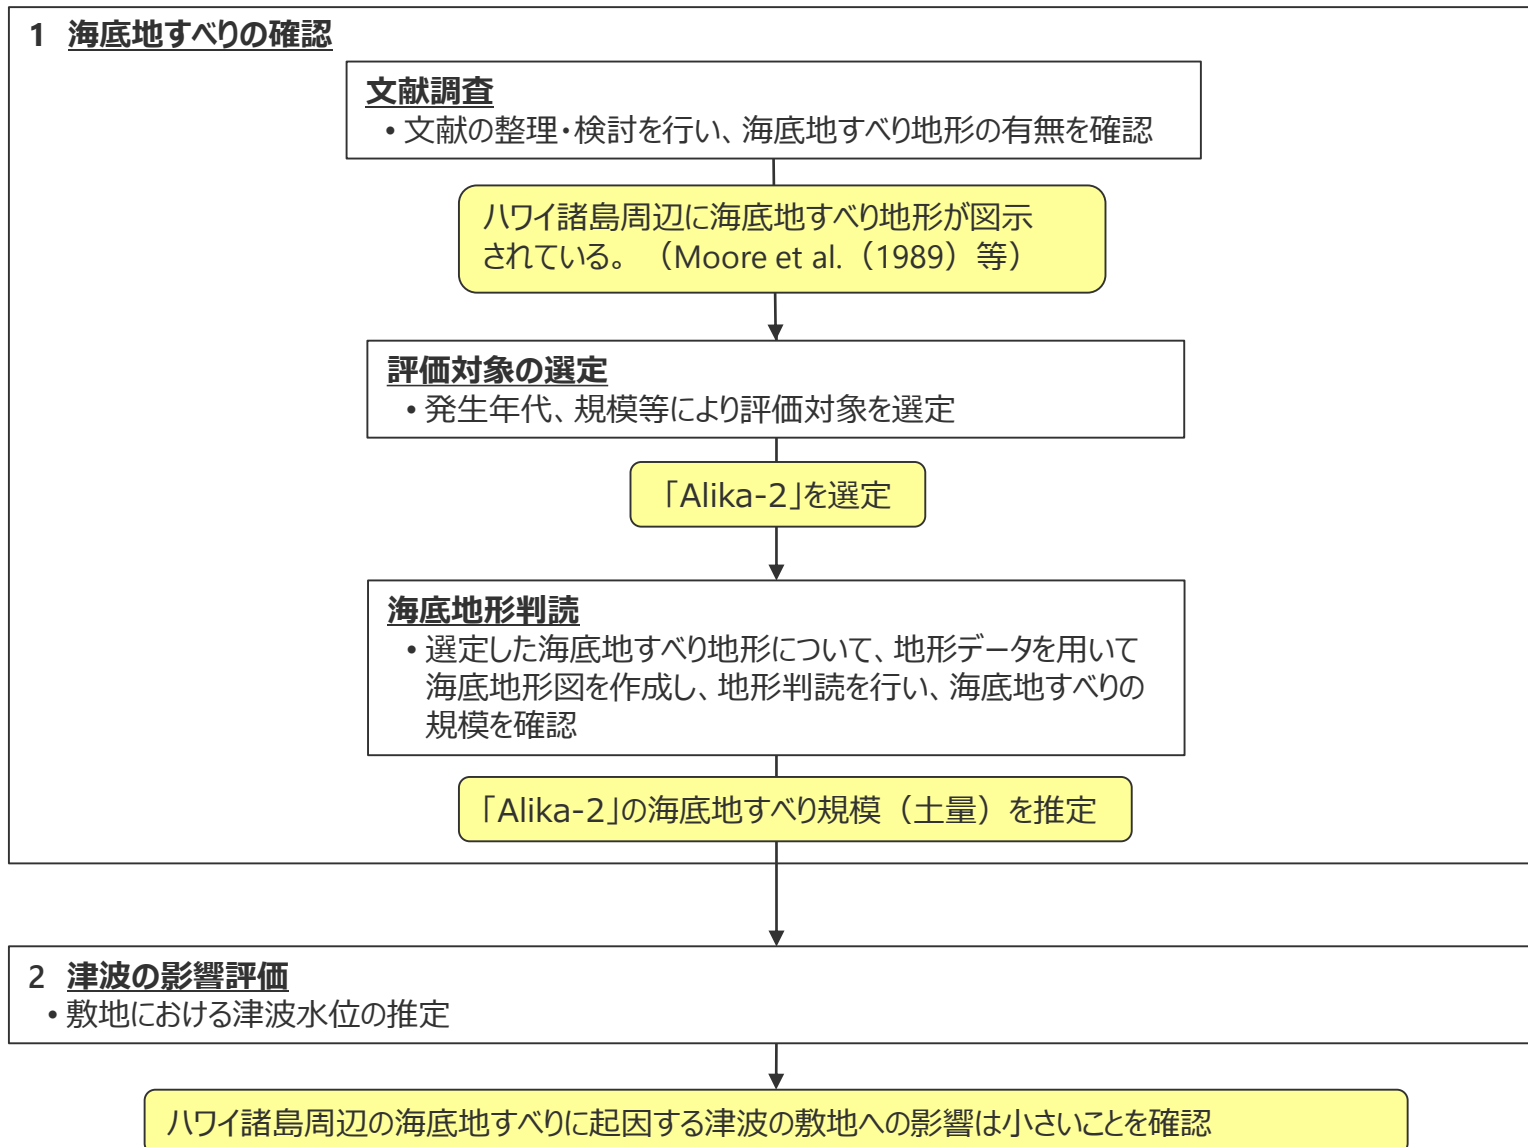 1 海底地すべりの確認
文献調査
• 文献の整理・検討を行い、海底地すべり地形の有無を確認
ハワイ諸島周辺に海底地すべり地形が図示
されている。（Moore et al.（1989）等）
評価対象の選定
• 発生年代、規模等により評価対象を選定
「Alika-2」を選定
海底地形判読
• 選定した海底地すべり地形について、地形データを用いて
海底地形図を作成し、地形判読を行い、海底地すべりの
規模を確認
「Alika-2」の海底地すべり規模（土量）を推定
2 津波の影響評価
• 敷地における津波水位の推定
ハワイ諸島周辺の海底地すべりに起因する津波の敷地への影響は小さいことを確認